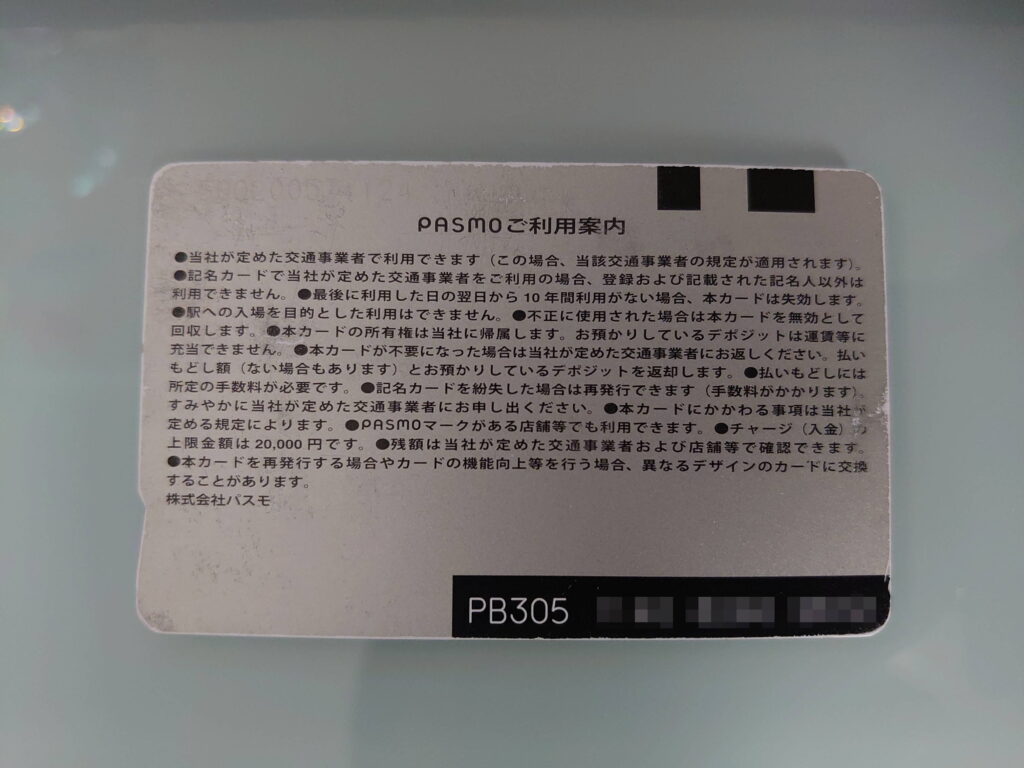 PASMOご利用案内
●当社が定めた交通事業者で利用できます（この場合、当該交通事業者の規定が適用されます）。
●記名カードで当社が定めた交通事業者をご利用の場合、登録および記載された記名人以外は
利用できません。●最後に利用した日の翌日から10年間利用がない場合、本カードは失効します。
●駅への入場を目的とした利用はできません。●不正に使用された場合は本カードを無効として
回収します。●本カードの所有権は当社に帰属します。お預かりしているデポジットは運賃等に
充当できません。●本カードが不要になった場合は当社が定めた交通事業者にお返しください。払い
もどし額（ない場合もあります）とお預かりしているデポジットを返却します。●払いもどしには
所定の手数料が必要です。●記名カードを紛失した場合は再発行できます（手数料がかかります）。
すみやかに当社が定めた交通事業者にお申し出ください。●本カードにかかわる事項は当社が
定める規定によります。●PASMOマークがある店舗等でも利用できます。●チャージ（入金）の
上限金額は20,000円です。●残額は当社が定めた交通事業者および店舗等で確認できます。
●本カードを再発行する場合やカードの機能向上等を行う場合、異なるデザインのカードに交換
することがあります。
株式会社パスモ
PB305